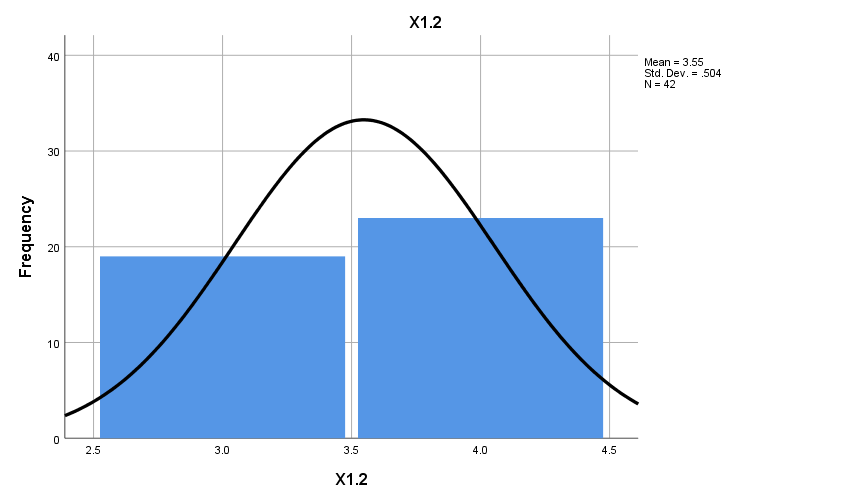 X1.2
Mean = 3.55
Std. Dev. = .504
N = 42
Frequency
40
30
20
10
0
2.5 3.0 3.5 4.0 4.5
X1.2